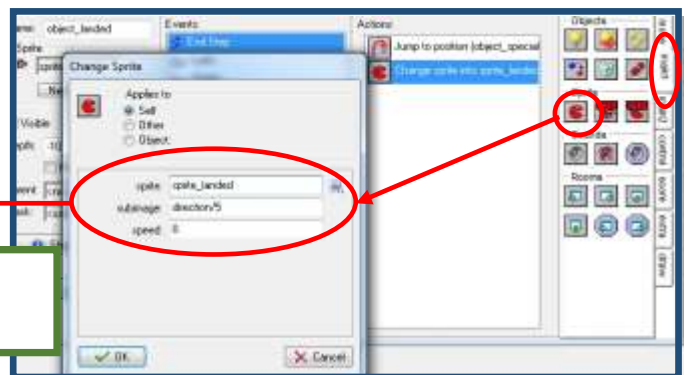 object_landed
Events:
Actions:
Objects
End Step
Jump to position (object_special
Change sprite into sprite_landed
Change Sprite
Applies to
Self
Other
Object:
sprite: sprite_landed
subimage: direction/5
speed: 0
OK
Cancel
Sprite
Rooms
Visible
main1
control
score
extra
draw